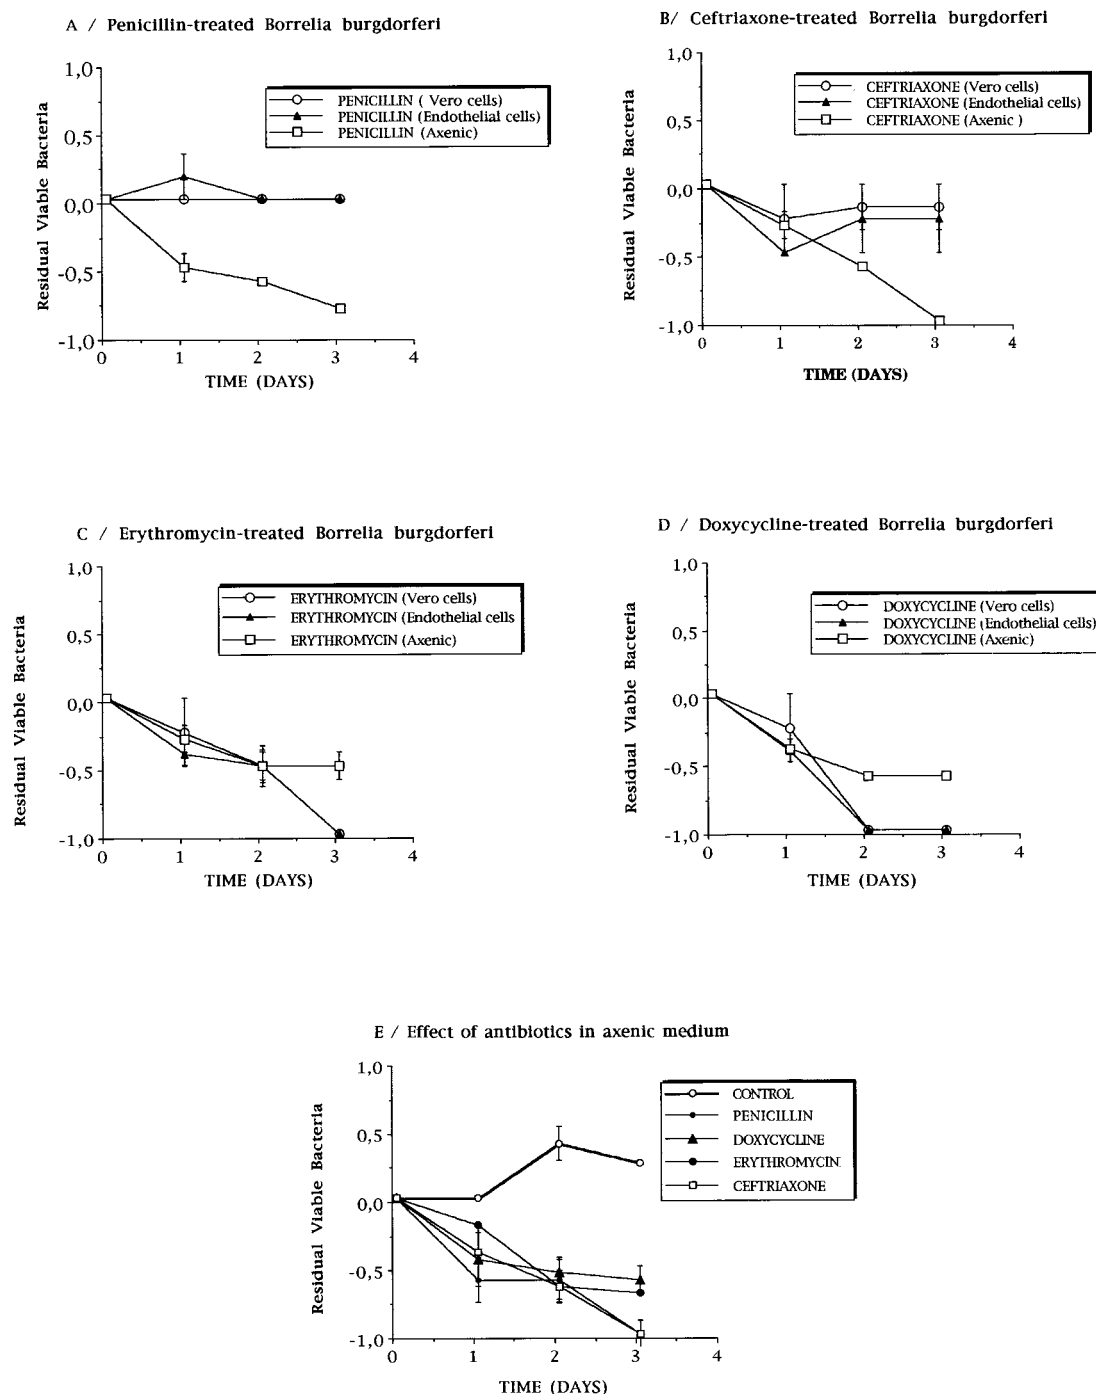 A / Penicillin-treated Borrelia burgdorferi
1,0
0,5
0,0
-0,5
-1,0
Residual Viable Bacteria
PENICILLIN ( Vero cells)
PENICILLIN (Endothelial cells)
PENICILLIN (Axenic)
0 1 2 3 4
TIME (DAYS)
B/ Ceftriaxone-treated Borrelia burgdorferi
1,0
0,5
0,0
-0,5
-1,0
Residual Viable Bacteria
CEFTRIAXONE (Vero cells)
CEFTRIAXONE (Endothelial cells)
CEFTRIAXONE (Axenic )
0 1 2 3 4
TIME (DAYS)
C / Erythromycin-treated Borrelia burgdorferi
1,0
0,5
0,0
-0,5
-1,0
Residual Viable Bacteria
ERYTHROMYCIN (Vero cells)
ERYTHROMYCIN (Endothelial cells
ERYTHROMYCIN (Axenic)
0 1 2 3 4
TIME (DAYS)
D / Doxycycline-treated Borrelia burgdorferi
1,0
0,5
0,0
-0,5
-1,0
Residual Viable Bacteria
DOXYCYCLINE (Vero cells)
DOXYCYCLINE (Endothelial cells)
DOXYCYCLINE (Axenic)
0 1 2 3 4
TIME (DAYS)
E / Effect of antibiotics in axenic medium
1,0
0,5
0,0
-0,5
-1,0
Residual Viable Bacteria
CONTROL
PENICILLIN
DOXYCYCLINE
ERYTHROMYCIN
CEFTRIAXONE
0 1 2 3 4
TIME (DAYS)